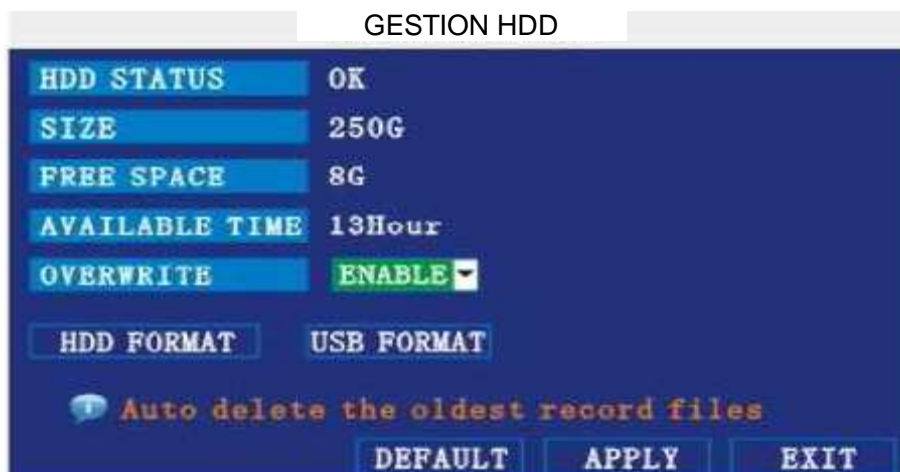 GESTION HDD
HDD STATUS OK
SIZE 250G
FREE SPACE 8G
AVAILABLE TIME 13Hour
OVERWRITE ENABLE
HDD FORMAT USB FORMAT
Auto delete the oldest record files
DEFAULT APPLY EXIT